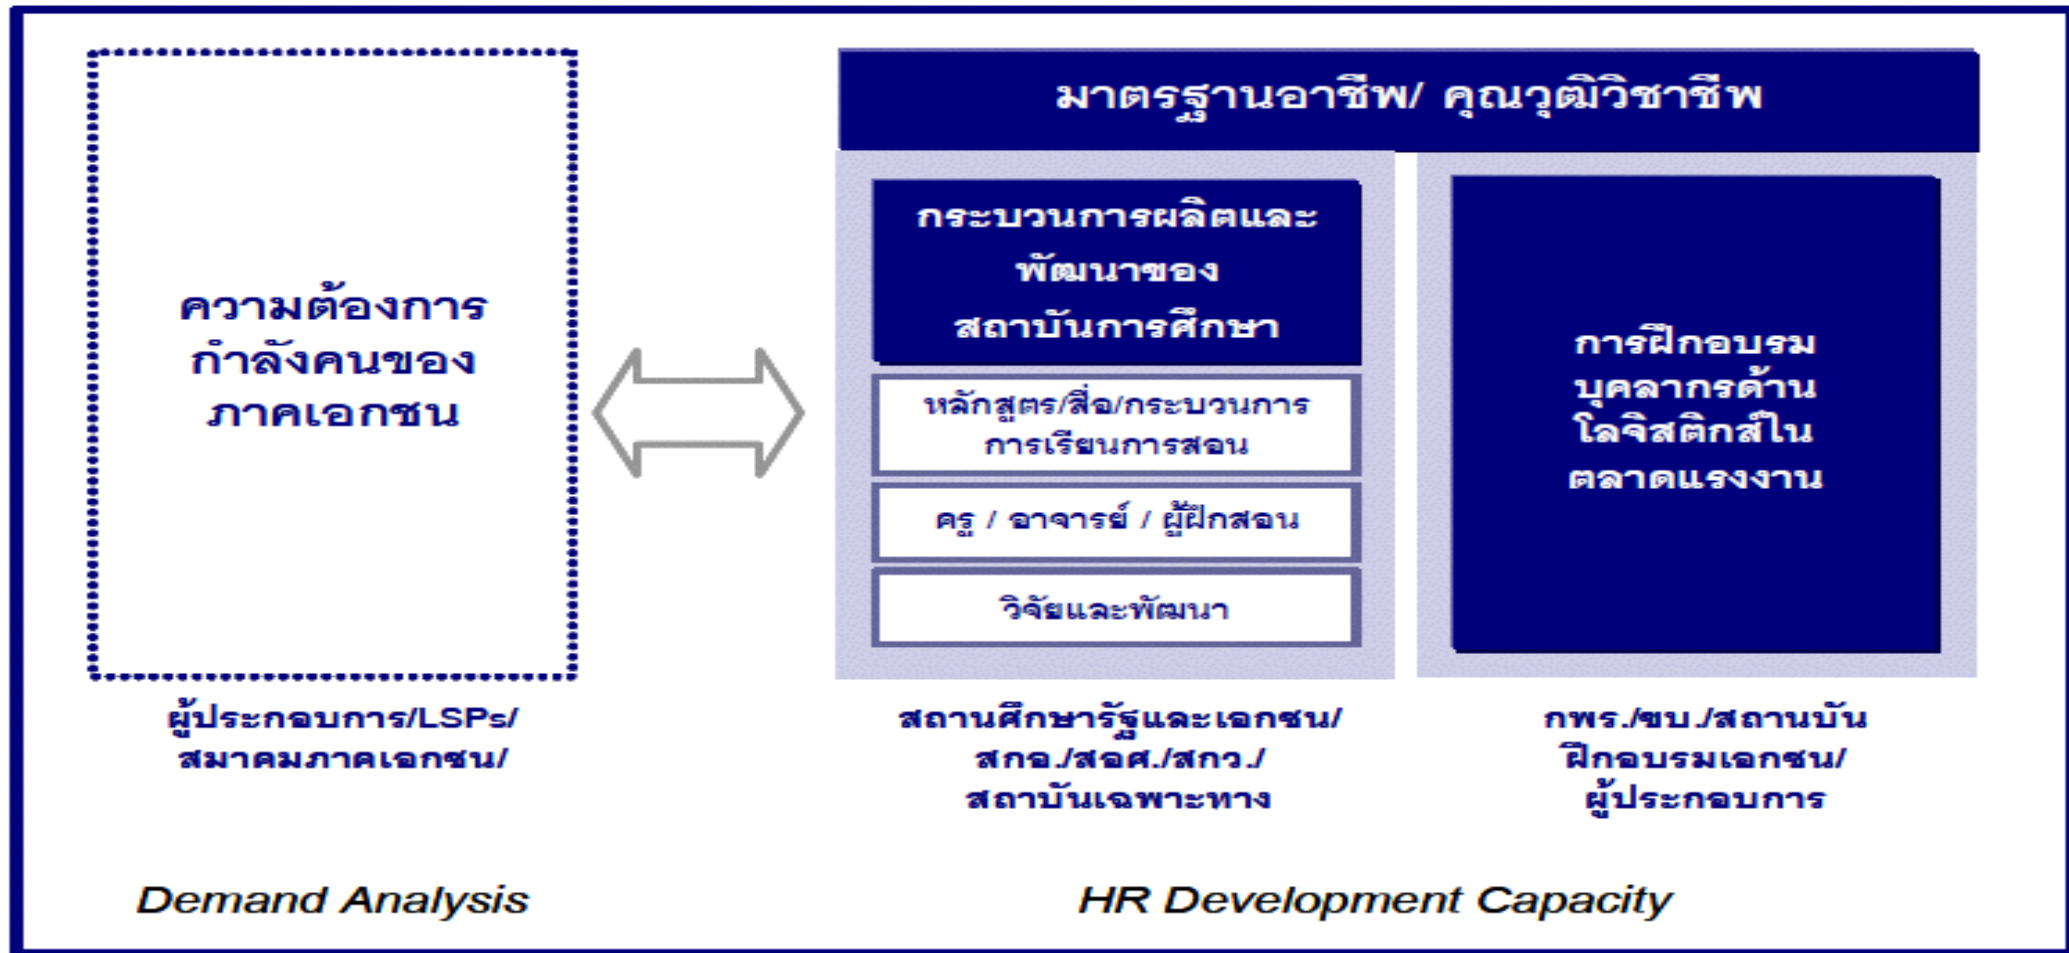 ความต้องการ
กำลังคนของ
ภาคเอกชน
ผู้ประกอบการ/LSPs/
สมาคมภาคเอกชน/
Demand Analysis
มาตรฐานอาชีพ/ คุณวุฒิวิชาชีพ
กระบวนการผลิตและ
พัฒนาของ
สถาบันการศึกษา
หลักสูตร/สื่อ/กระบวนการ
การเรียนการสอน
ครู / อาจารย์ / ผู้ฝึกสอน
วิจัยและพัฒนา
สถานศึกษารัฐและเอกชน/
สกอ./สอศ./สกว./
สถาบันเฉพาะทาง
การฝึกอบรม
บุคลากรด้าน
โลจิสติกส์ใน
ตลาดแรงงาน
กพร./ขบ./สถานบัน
ฝึกอบรมเอกชน/
ผู้ประกอบการ
HR Development Capacity